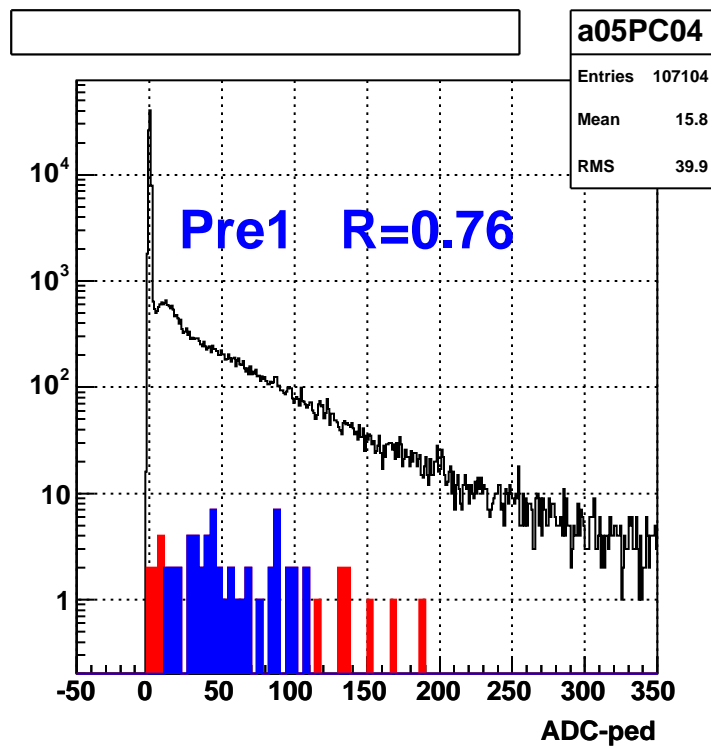 a05PC04
Entries 107104
Mean 15.8
RMS 39.9
Pre1 R=0.76
10^4
10^3
10^2
10
1
-50 0 50 100 150 200 250 300 350
ADC-ped